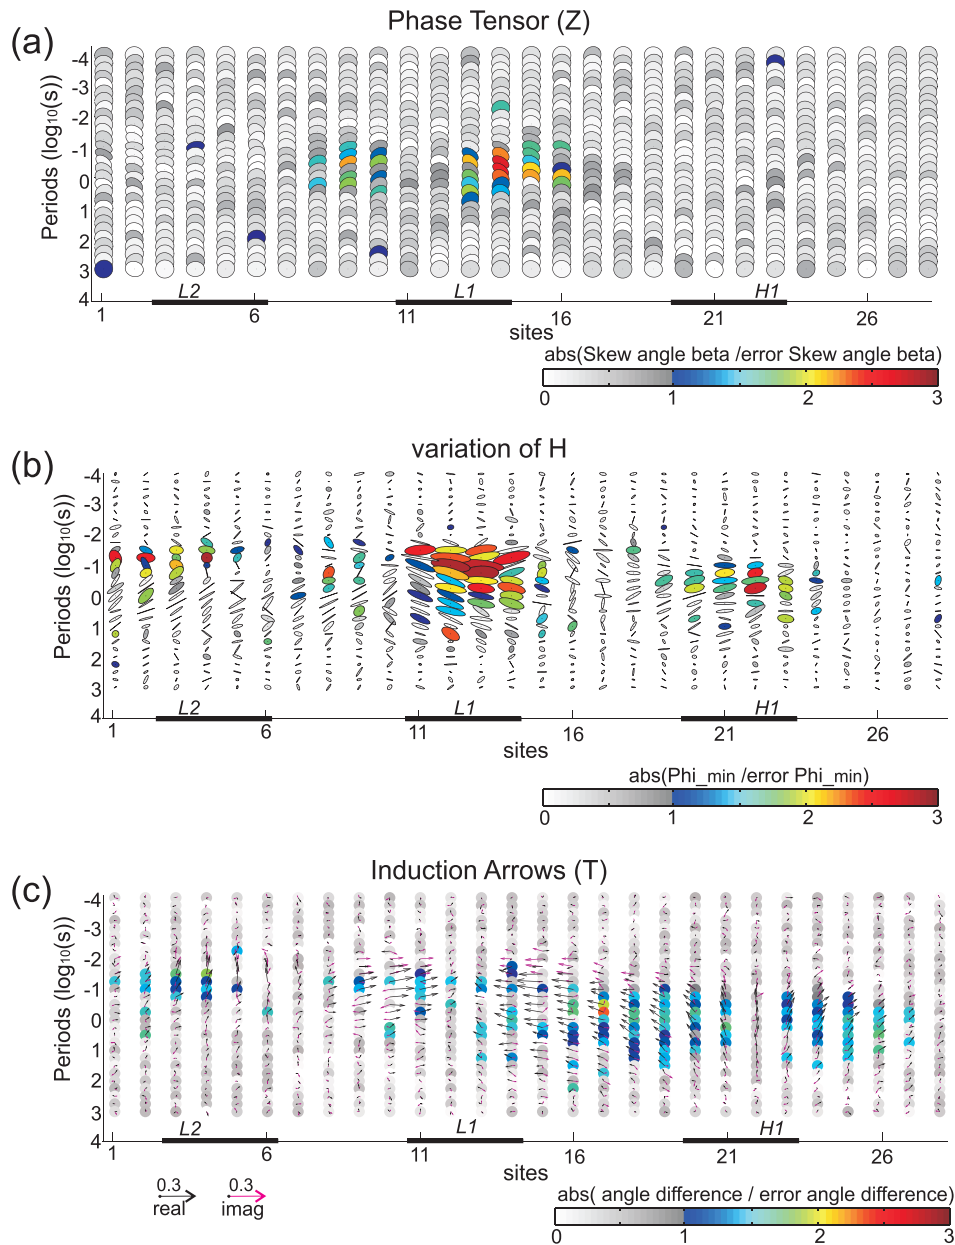 Phase Tensor (Z)
(a)
Periods (log10(s))
-4
-3
-2
-1
0
1
2
3
4
L2
L1
H1
1
6
11
16
21
26
sites
abs(Skew angle beta /error Skew angle beta)
0
1
2
3
variation of H
(b)
Periods (log10(s))
-4
-3
-2
-1
0
1
2
3
4
L2
L1
H1
1
6
11
16
21
26
sites
abs(Phi_min /error Phi_min)
0
1
2
3
Induction Arrows (T)
(c)
Periods (log10(s))
-4
-3
-2
-1
0
1
2
3
4
L2
L1
H1
1
6
11
16
21
26
sites
0.3
real
0.3
imag
abs( angle difference / error angle difference)
0
1
2
3